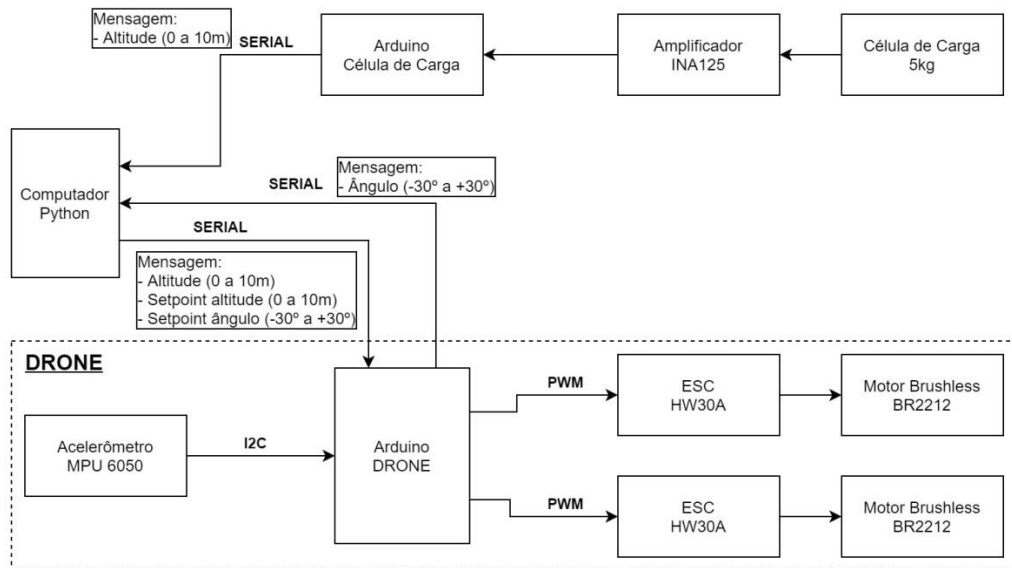 Mensagem:
- Altitude (0 a 10m)
SERIAL
Arduino
Célula de Carga
Amplificador
INA125
Célula de Carga
5kg
Computador
Python
SERIAL
Mensagem:
- Ângulo (-30º a +30º)
SERIAL
Mensagem:
- Altitude (0 a 10m)
- Setpoint altitude (0 a 10m)
- Setpoint ângulo (-30º a +30º)
DRONE
Acelerômetro
MPU 6050
I2C
Arduino
DRONE
PWM
ESC
HW30A
Motor Brushless
BR2212
PWM
ESC
HW30A
Motor Brushless
BR2212